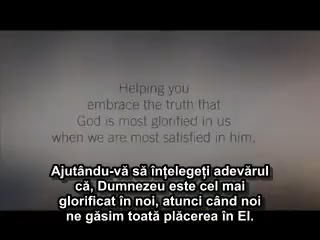 Helping you
embrace the truth that
God is most glorified in us
when we are most satisfied in him.
Ajutându-vă să înțelegeți adevărul
că, Dumnezeu este cel mai
glorificat în noi, atunci când noi
ne găsim toată plăcerea în El.